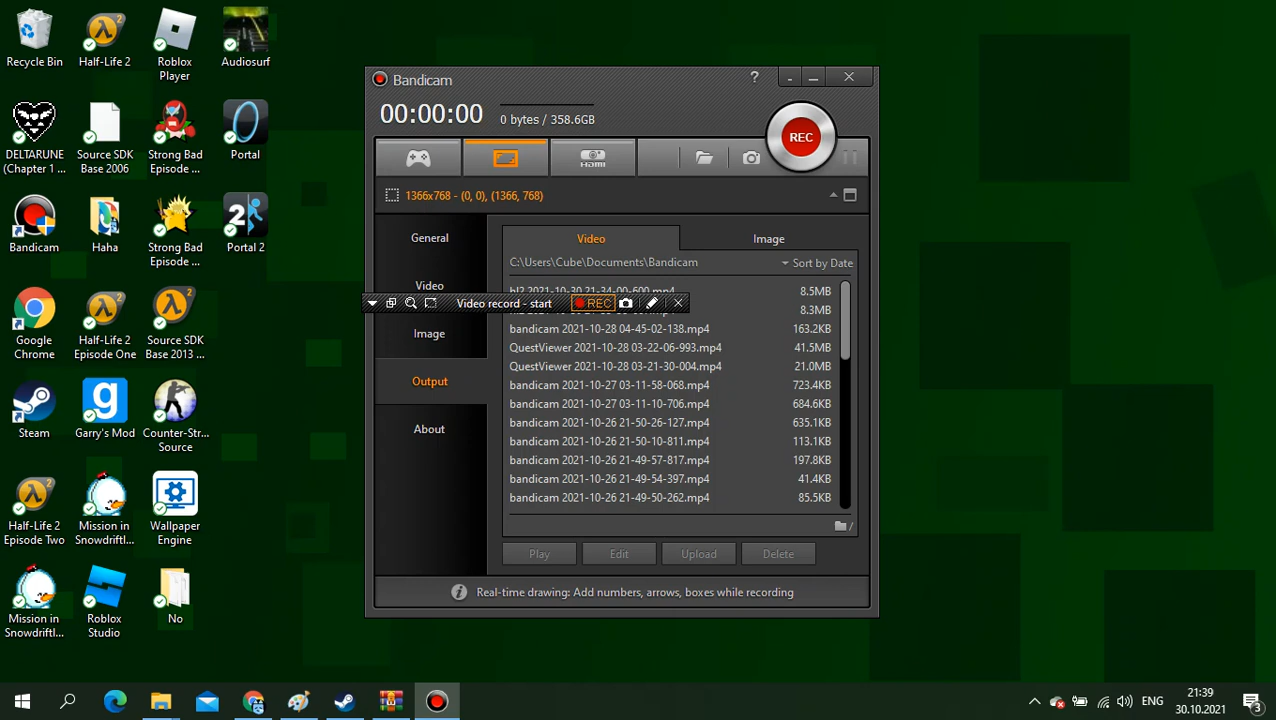 Recycle Bin
Half-Life 2
Roblox
Player
Audiosurf
DELTARUNE
(Chapter 1 ...
Source SDK
Base 2006
Strong Bad
Episode ...
Portal
Bandicam
Haha
Strong Bad
Episode ...
Portal 2
Google
Chrome
Half-Life 2
Episode One
Source SDK
Base 2013 ...
Steam
Garry's Mod
Counter-Str...
Source
Half-Life 2
Episode Two
Mission in
Snowdriftl...
Wallpaper
Engine
Mission in
Snowdriftl...
Roblox
Studio
No
Bandicam
?
00:00:00
0 bytes / 358.6GB
REC
HDMI
1366x768 - (0, 0), (1366, 768)
General
Video
Image
Output
About
Video
Image
C:\Users\Cube\Documents\Bandicam
Sort by Date
hl2 2021-10-30 21-34-00-600.mp4 8.5MB
8.3MB
Video record - start
REC
bandicam 2021-10-28 04-45-02-138.mp4 163.2KB
QuestViewer 2021-10-28 03-22-06-993.mp4 41.5MB
QuestViewer 2021-10-28 03-21-30-004.mp4 21.0MB
bandicam 2021-10-27 03-11-58-068.mp4 723.4KB
bandicam 2021-10-27 03-11-10-706.mp4 684.6KB
bandicam 2021-10-26 21-50-26-127.mp4 635.1KB
bandicam 2021-10-26 21-50-10-811.mp4 113.1KB
bandicam 2021-10-26 21-49-57-817.mp4 197.8KB
bandicam 2021-10-26 21-49-54-397.mp4 41.4KB
bandicam 2021-10-26 21-49-50-262.mp4 85.5KB
/
Play
Edit
Upload
Delete
Real-time drawing: Add numbers, arrows, boxes while recording
ENG
21:39
30.10.2021
3